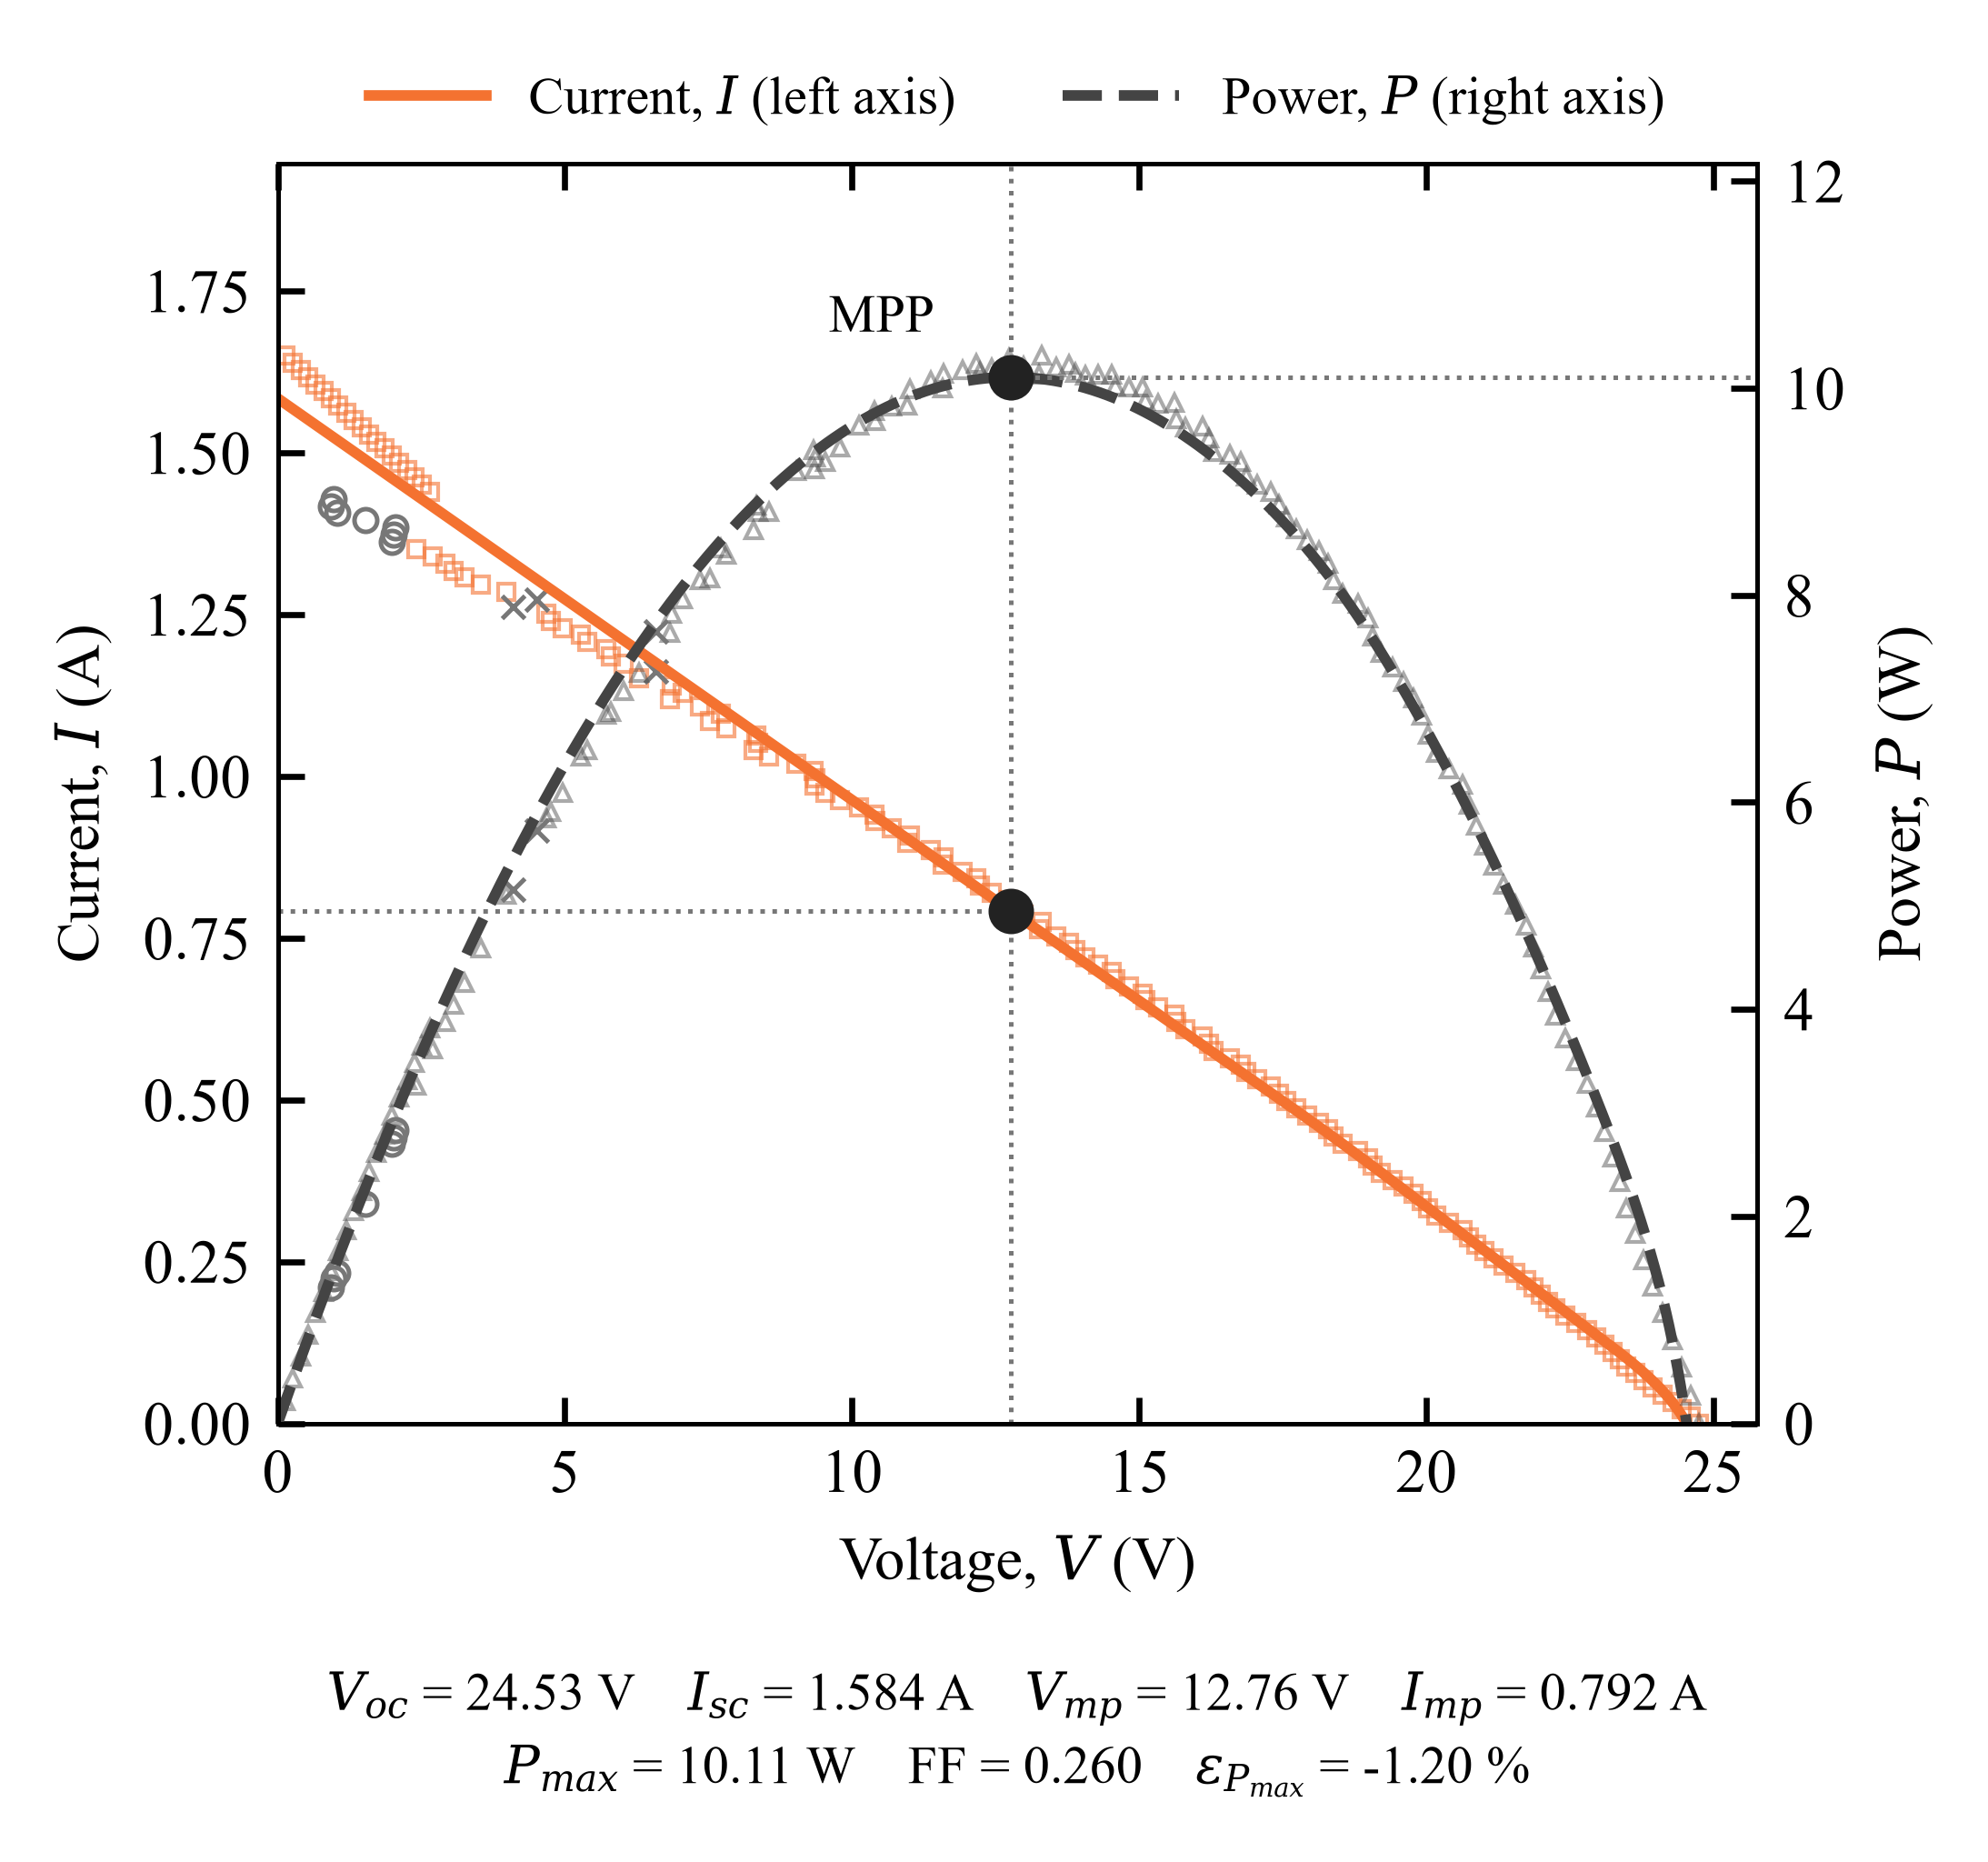 Current, I (left axis) Power, P (right axis)
MPP
1.75
1.50
1.25
1.00
0.75
0.50
0.25
0.00
Current, I (A)
12
10
8
6
4
2
0
Power, P (W)
0 5 10 15 20 25
Voltage, V (V)
V_oc = 24.53 V I_sc = 1.584 A V_mp = 12.76 V I_mp = 0.792 A
P_max = 10.11 W FF = 0.260 ε_P_max = -1.20 %